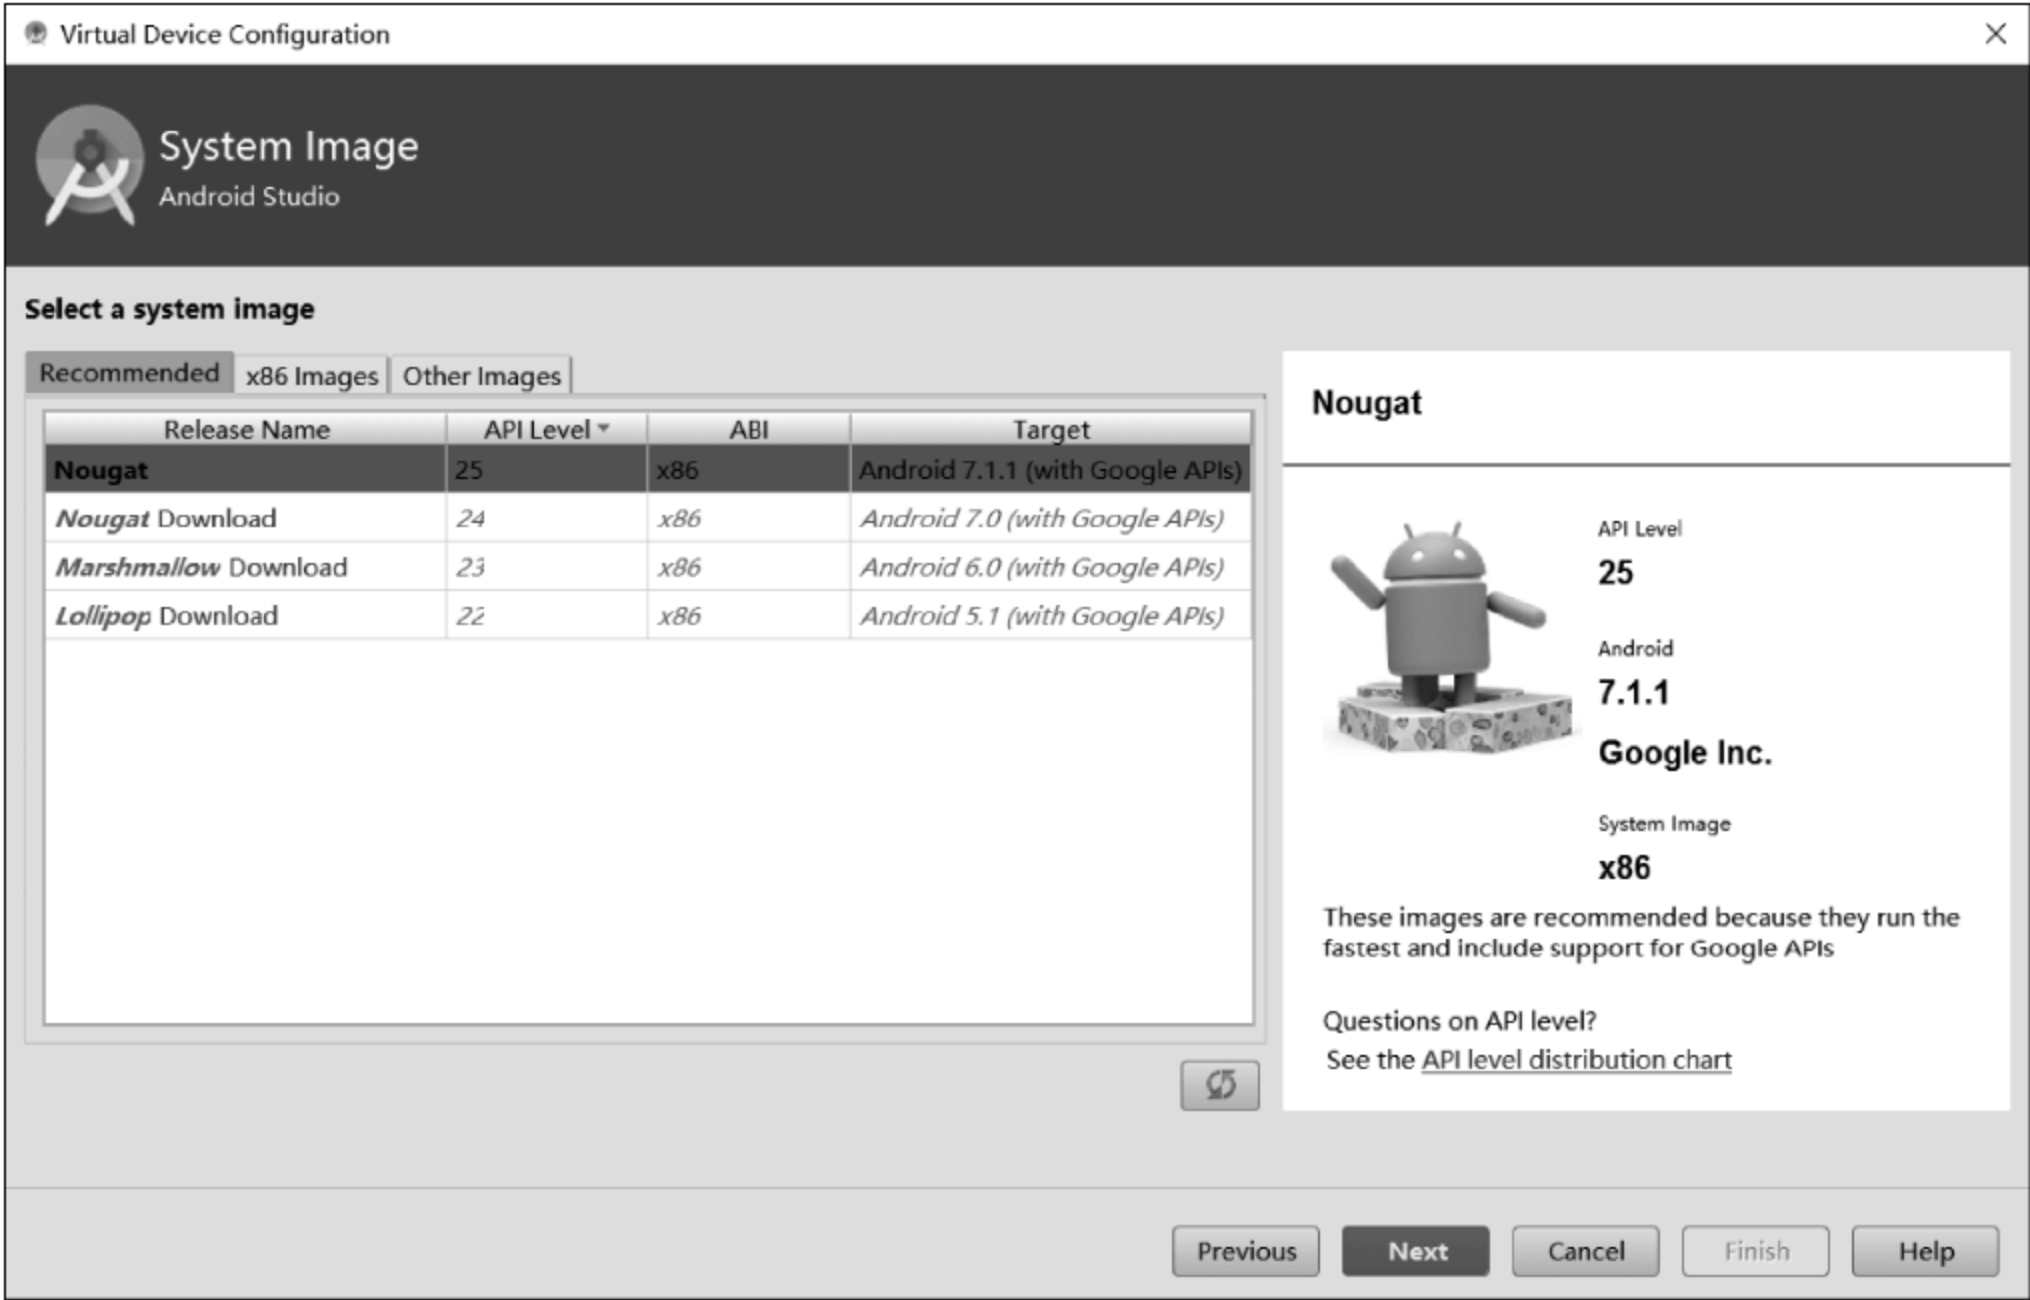 Virtual Device Configuration
System Image
Android Studio
Select a system image
Recommended x86 Images Other Images
Release Name API Level ABI Target
Nougat 25 x86 Android 7.1.1 (with Google APIs)
Nougat Download 24 x86 Android 7.0 (with Google APIs)
Marshmallow Download 23 x86 Android 6.0 (with Google APIs)
Lollipop Download 22 x86 Android 5.1 (with Google APIs)
Nougat
API Level
25
Android
7.1.1
Google Inc.
System Image
x86
These images are recommended because they run the
fastest and include support for Google APIs
Questions on API level?
See the API level distribution chart
Previous Next Cancel Finish Help